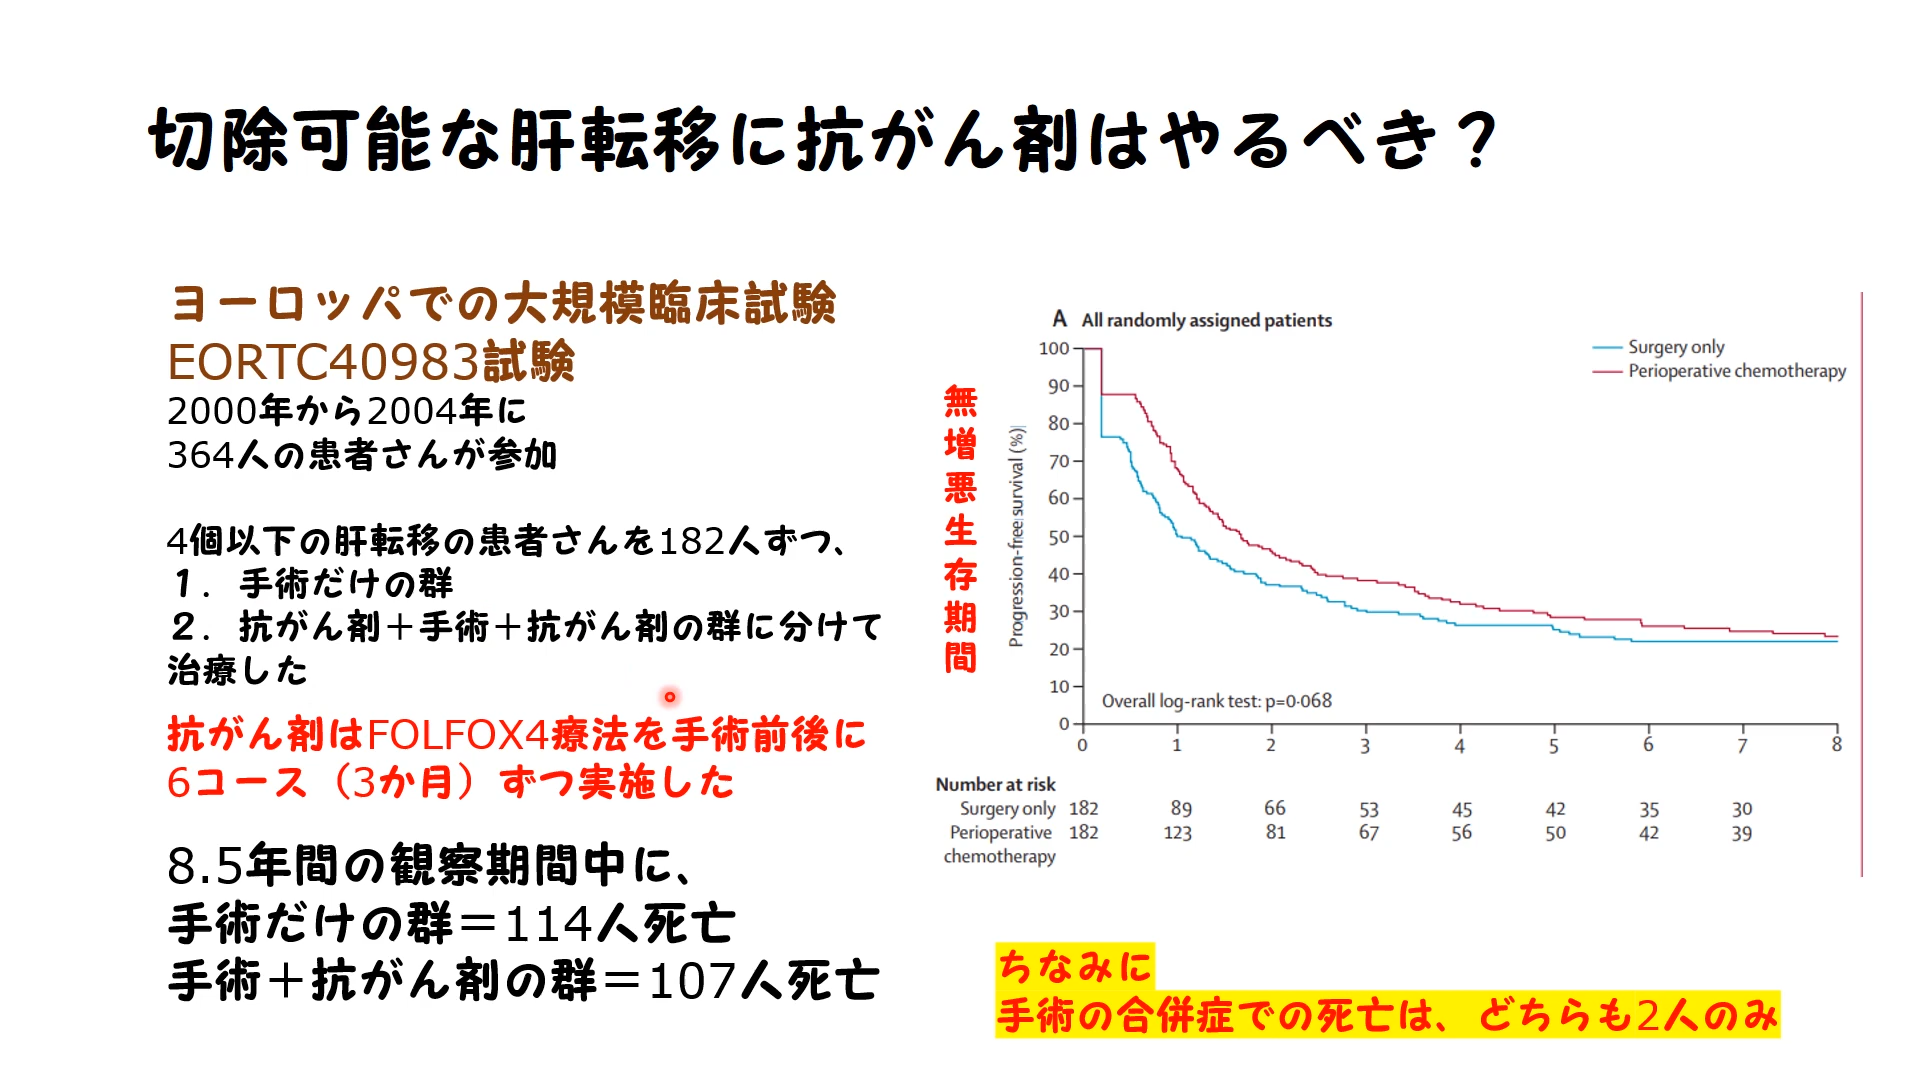 切除可能な肝転移に抗がん剤はやるべき？
ヨーロッパでの大規模臨床試験
EORTC40983試験
2000年から2004年に
364人の患者さんが参加
4個以下の肝転移の患者さんを182人ずつ、
１．手術だけの群
２．抗がん剤＋手術＋抗がん剤の群に分けて
治療した
抗がん剤はFOLFOX4療法を手術前後に
6コース（3か月）ずつ実施した
8.5年間の観察期間中に、
手術だけの群＝114人死亡
手術＋抗がん剤の群＝107人死亡
無増悪生存期間
A All randomly assigned patients
Surgery only
Perioperative chemotherapy
Progression-free survival (%)
100
90
80
70
60
50
40
30
20
10
0
Overall log-rank test: p=0·068
0 1 2 3 4 5 6 7 8
Number at risk
Surgery only 182 89 66 53 45 42 35 30
Perioperative 182 123 81 67 56 50 42 39
chemotherapy
ちなみに
手術の合併症での死亡は、どちらも2人のみ